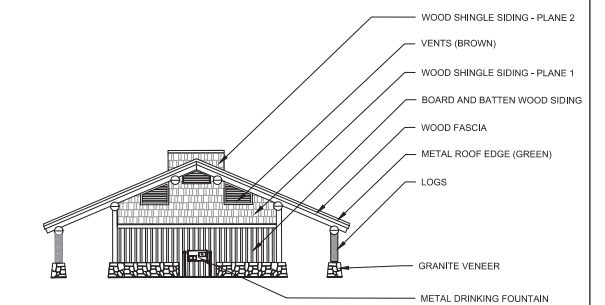 WOOD SHINGLE SIDING - PLANE 2
VENTS (BROWN)
WOOD SHINGLE SIDING - PLANE 1
BOARD AND BATTEN WOOD SIDING
WOOD FASCIA
METAL ROOF EDGE (GREEN)
LOGS
GRANITE VENEER
METAL DRINKING FOUNTAIN